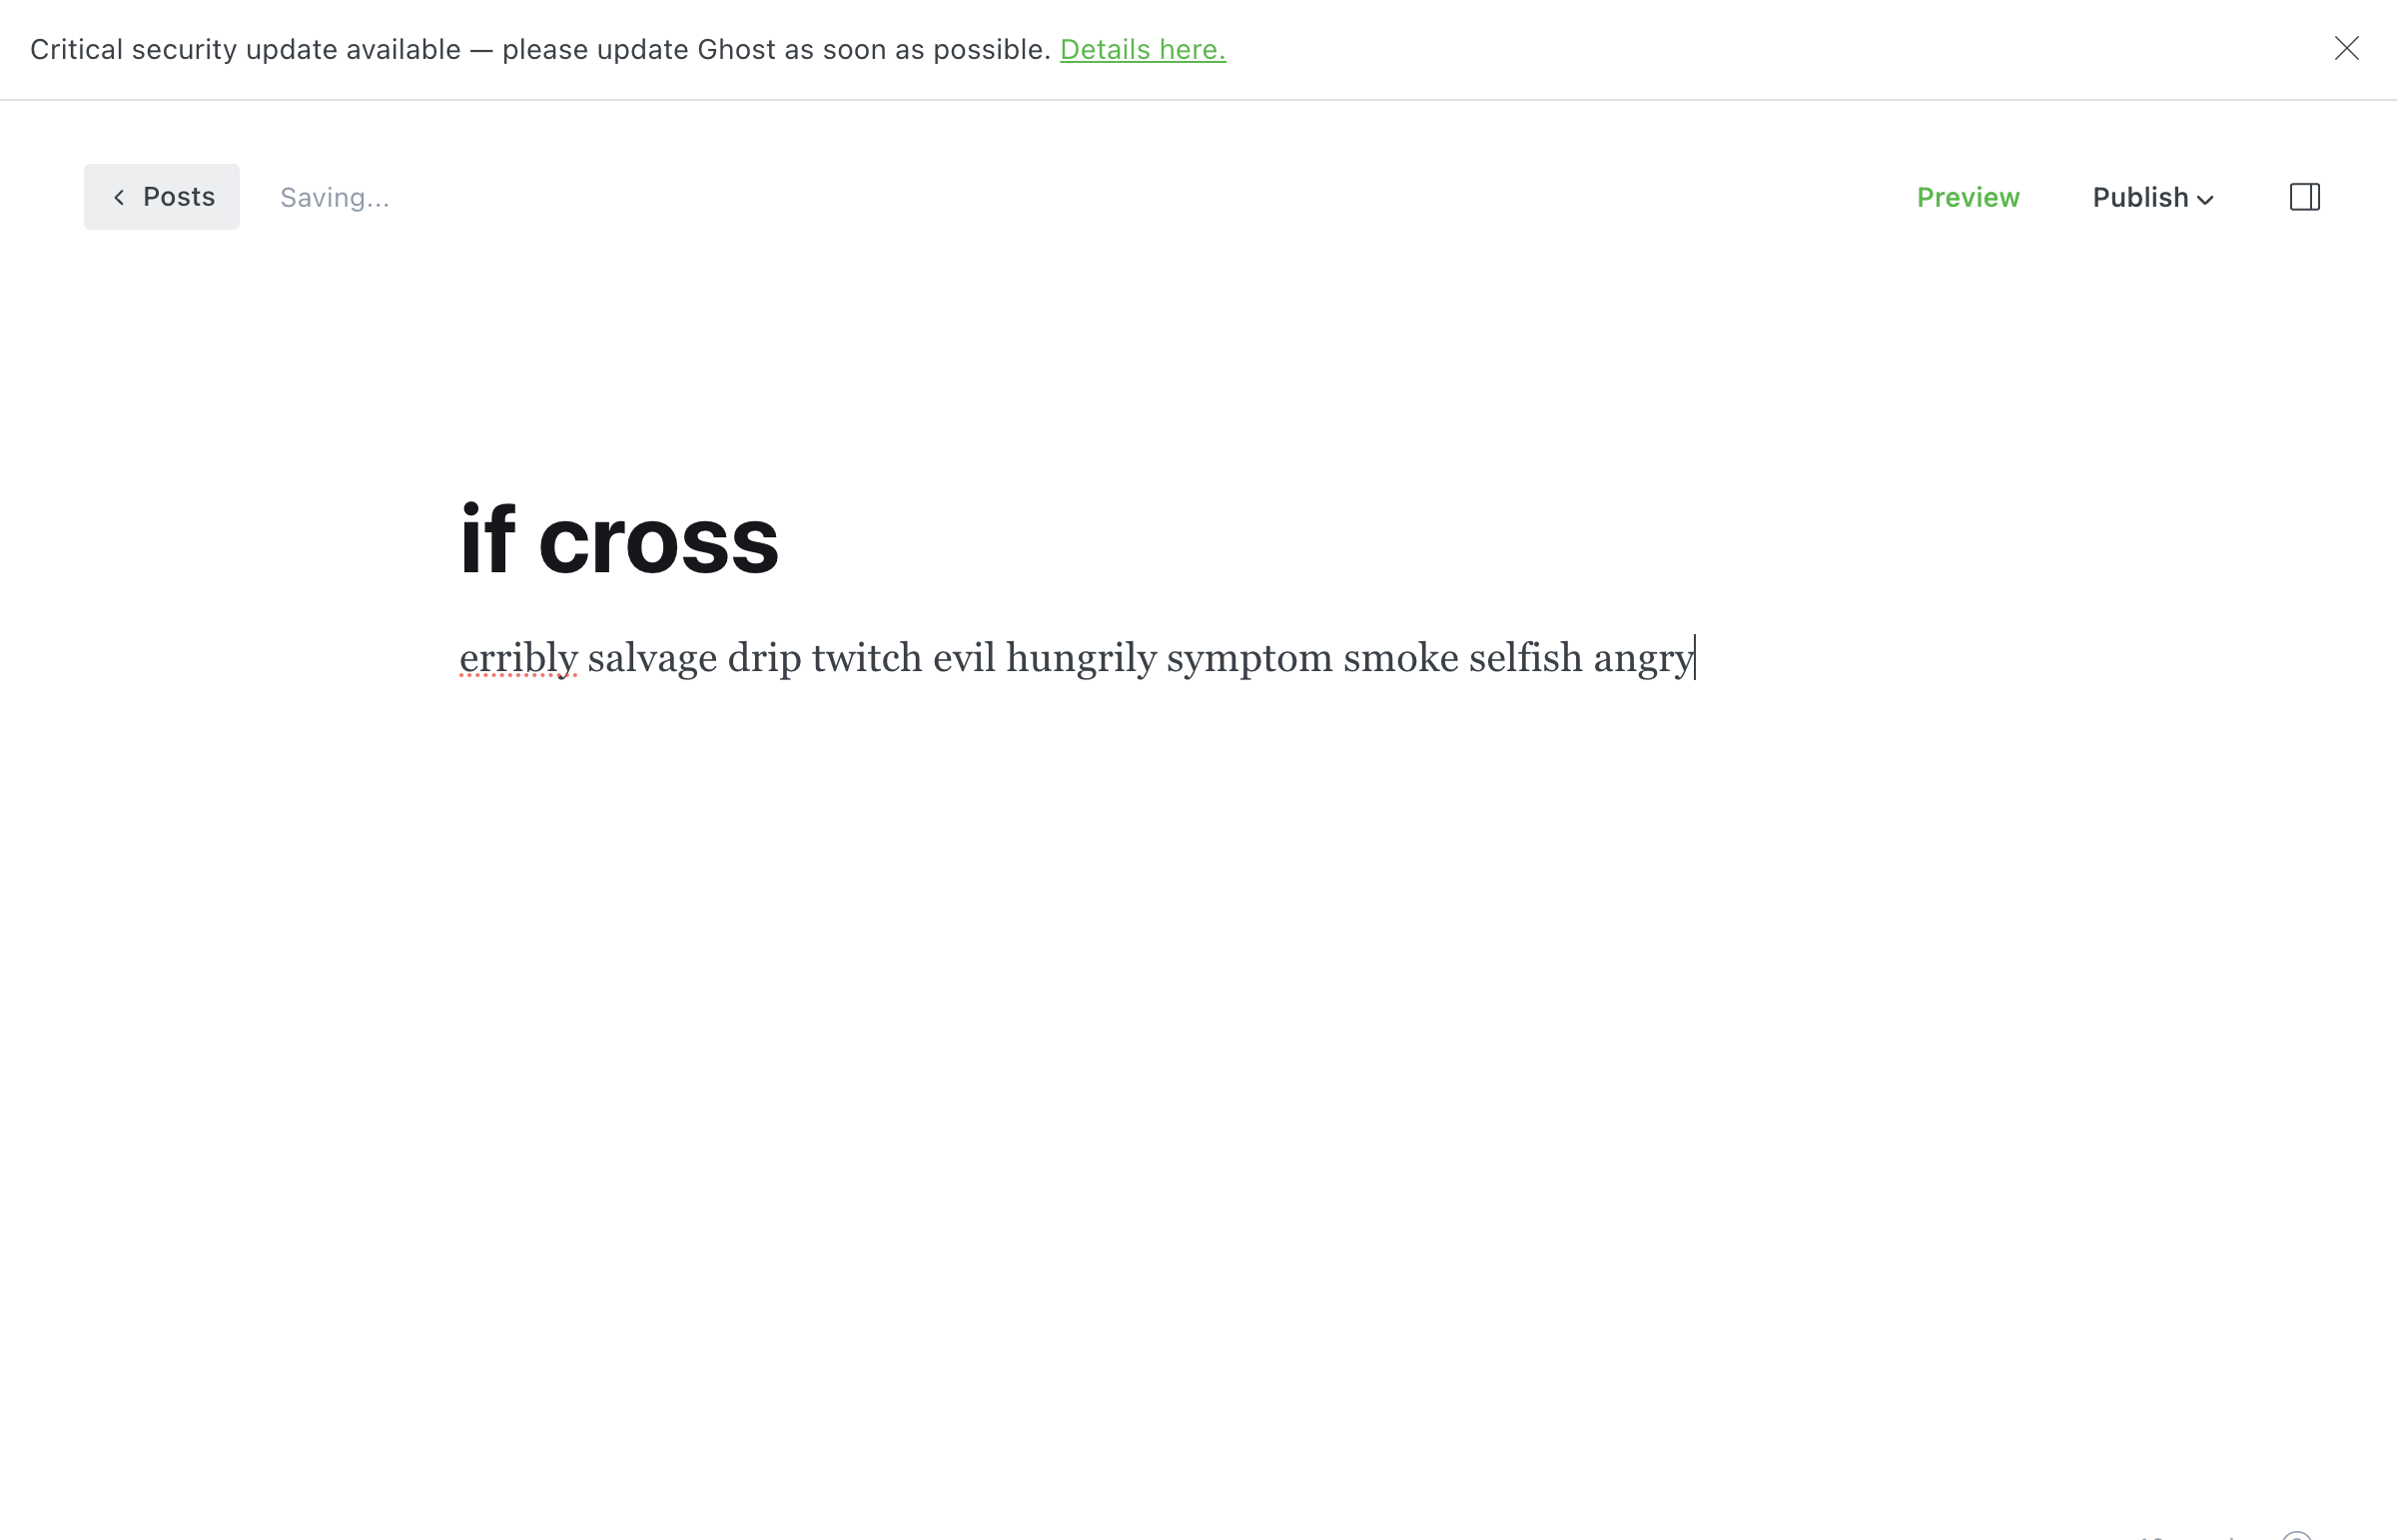 Critical security update available — please update Ghost as soon as possible. Details here.
Posts
Saving...
Preview
Publish
if cross
erribly salvage drip twitch evil hungrily symptom smoke selfish angry